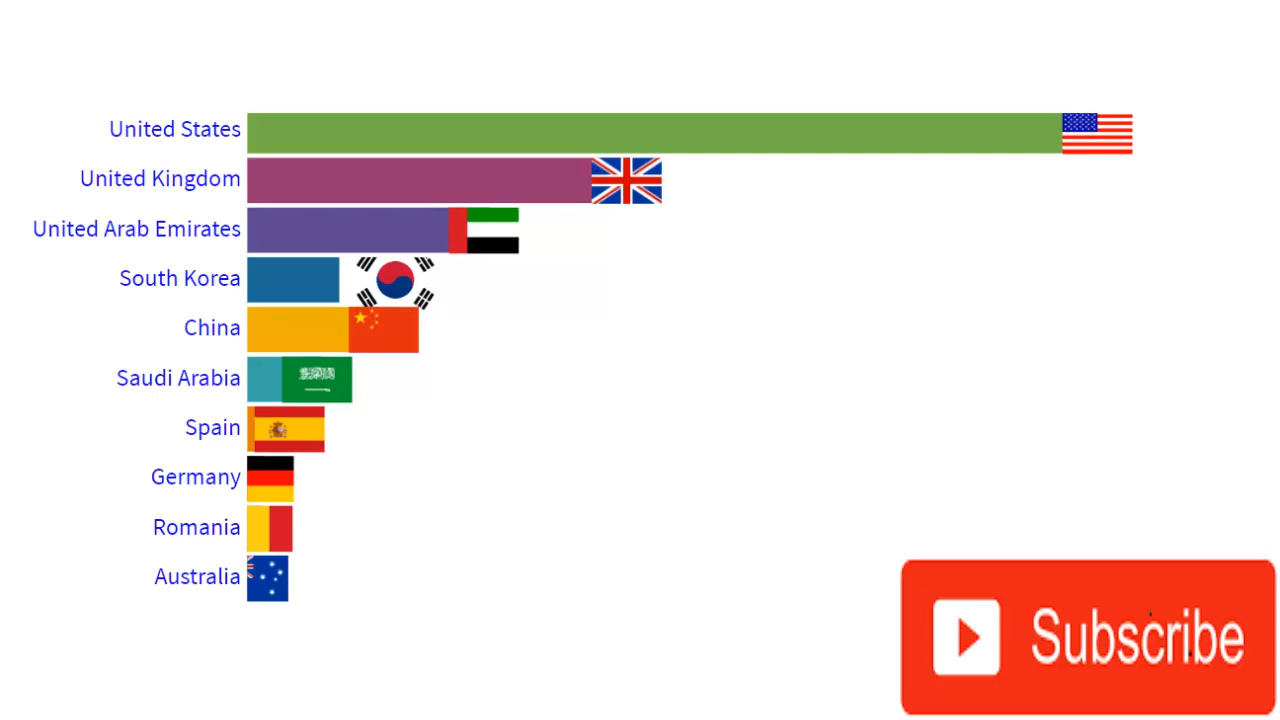 United States
United Kingdom
United Arab Emirates
South Korea
China
Saudi Arabia
Spain
Germany
Romania
Australia
Subscribe